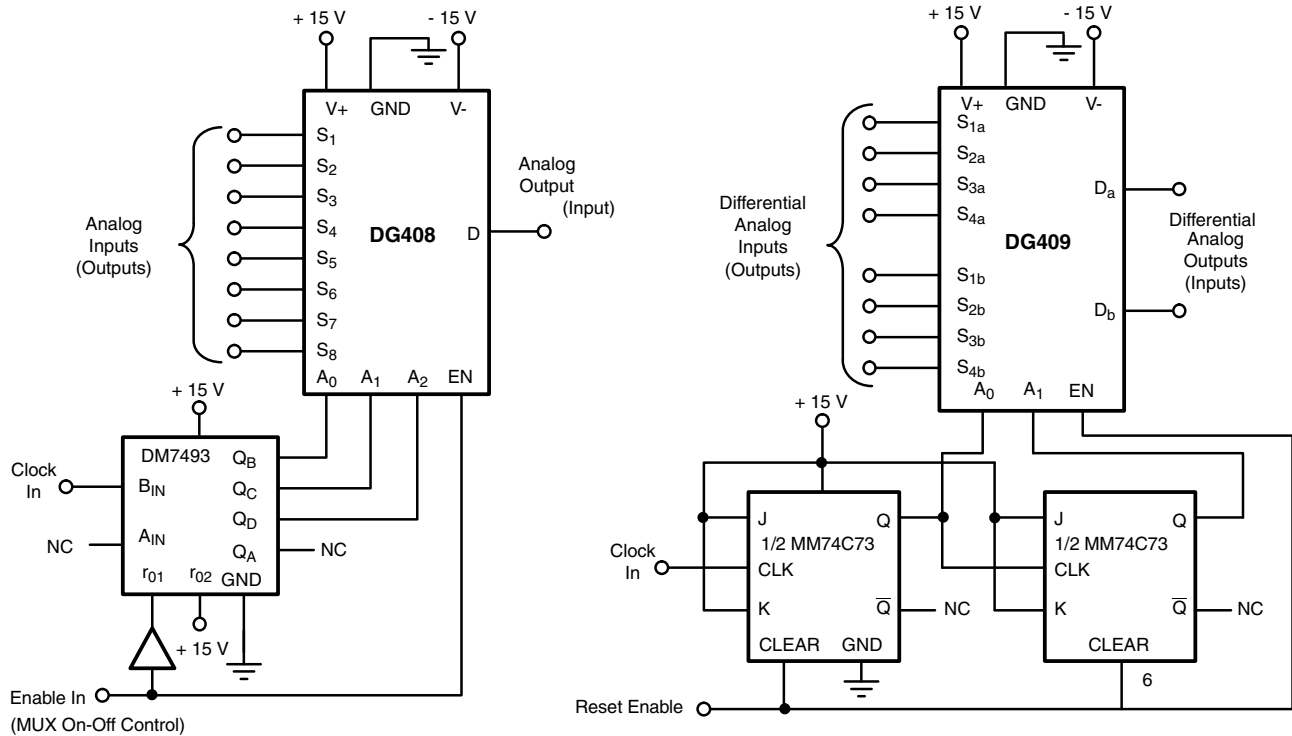 + 15 V
- 15 V
V+
GND
V-
S1
S2
S3
S4
S5
S6
S7
S8
Analog
Inputs
(Outputs)
DG408
D
Analog
Output
(Input)
A0
A1
A2
EN
+ 15 V
DM7493
QB
QC
QD
QA
NC
Clock
In
BIN
AIN
NC
r01
r02
GND
+ 15 V
Enable In
(MUX On-Off Control)
+ 15 V
- 15 V
V+
GND
V-
S1a
S2a
S3a
S4a
S1b
S2b
S3b
S4b
Differential
Analog
Inputs
(Outputs)
DG409
Da
Db
Differential
Analog
Outputs
(Inputs)
A0
A1
EN
+ 15 V
J
Q
1/2 MM74C73
CLK
K
Q
NC
CLEAR
GND
Clock
In
J
Q
1/2 MM74C73
CLK
K
Q
NC
CLEAR
6
Reset Enable